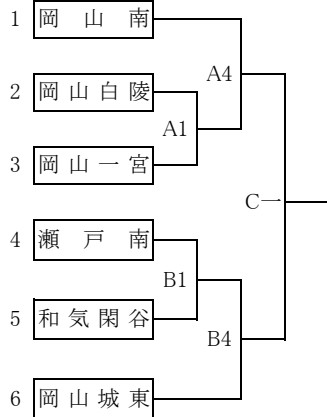 1 岡山南
A4
2 岡山白陵
A1
3 岡山一宮
C一
4 瀬戸南
B1
5 和気閑谷
B4
6 岡山城東